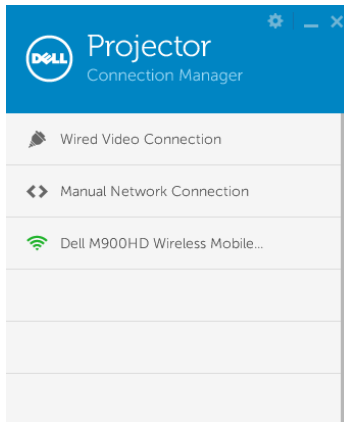 Projector
DELL
Connection Manager
Wired Video Connection
Manual Network Connection
Dell M900HD Wireless Mobile...